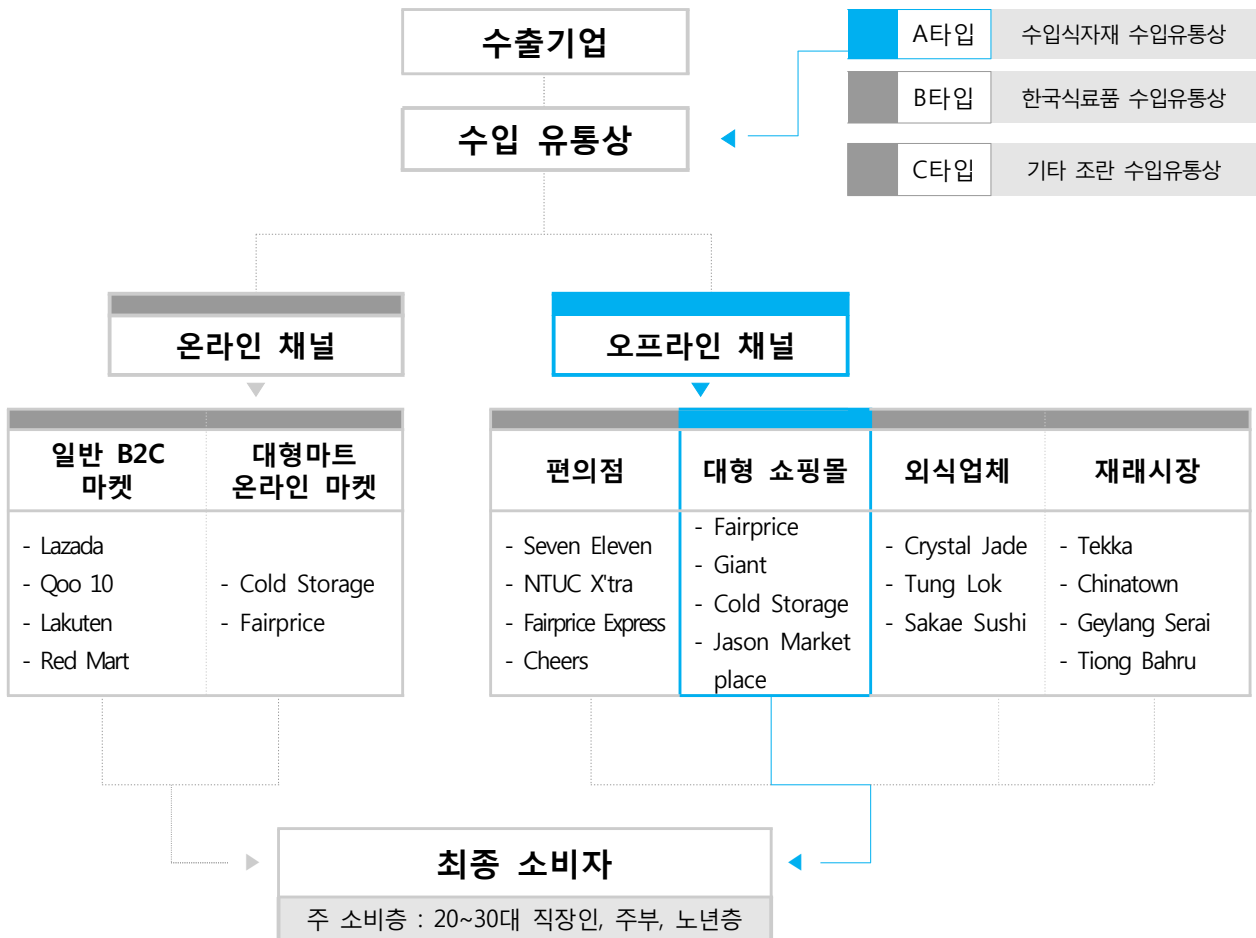 수출기업
수입 유통상
A타입 수입식자재 수입유통상
B타입 한국식료품 수입유통상
C타입 기타 조란 수입유통상
온라인 채널
오프라인 채널
일반 B2C
마켓
대형마트
온라인 마켓
- Lazada
- Qoo 10
- Lakuten
- Red Mart
- Cold Storage
- Fairprice
편의점
- Seven Eleven
- NTUC X'tra
- Fairprice Express
- Cheers
대형 쇼핑몰
- Fairprice
- Giant
- Cold Storage
- Jason Market
place
외식업체
- Crystal Jade
- Tung Lok
- Sakae Sushi
재래시장
- Tekka
- Chinatown
- Geylang Serai
- Tiong Bahru
최종 소비자
주 소비층 : 20~30대 직장인, 주부, 노년층